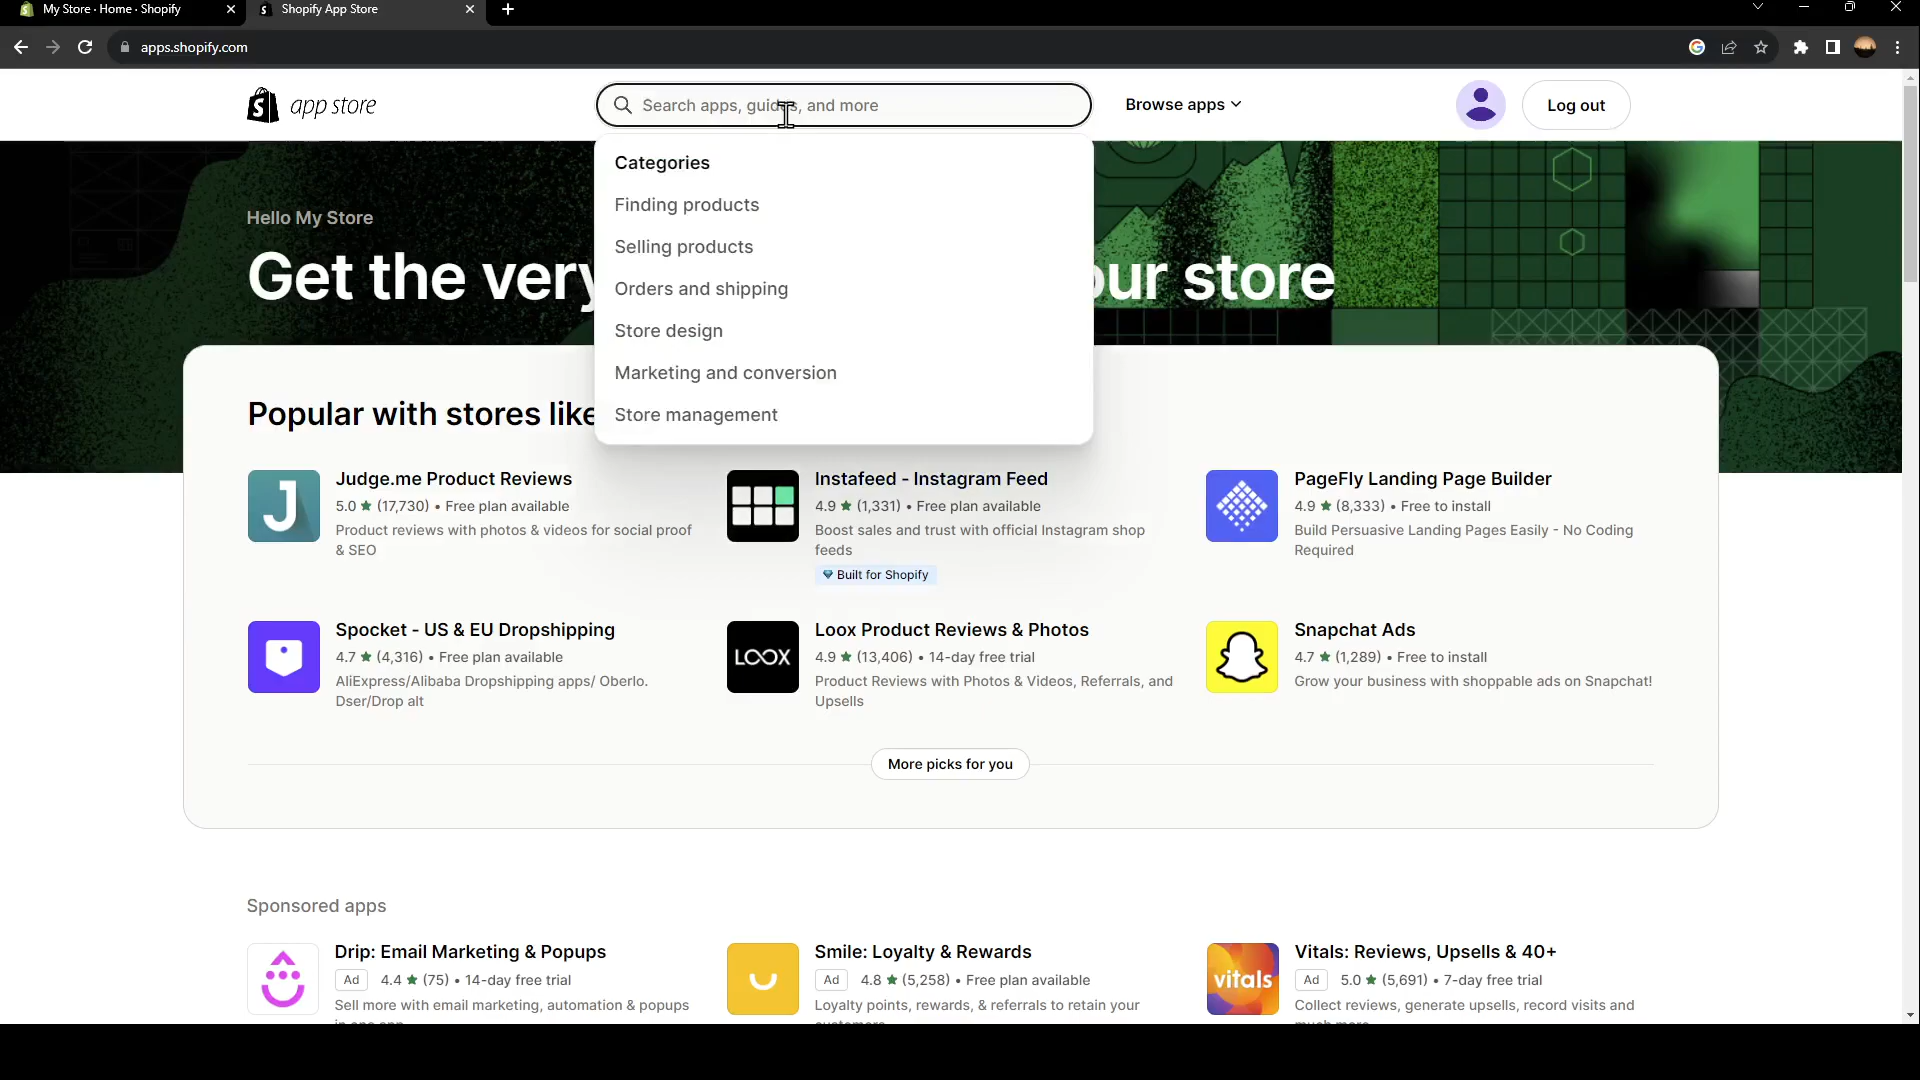 My Store · Home · Shopify
Shopify App Store
apps.shopify.com
app store
Search apps, guides, and more
Browse apps
Log out
Categories
Finding products
Selling products
Orders and shipping
Store design
Marketing and conversion
Store management
Hello My Store
Get the very our store
Popular with stores like
Judge.me Product Reviews
5.0 ★ (17,730) • Free plan available
Product reviews with photos & videos for social proof
& SEO
Instafeed ‑ Instagram Feed
4.9 ★ (1,331) • Free plan available
Boost sales and trust with official Instagram shop
feeds
Built for Shopify
PageFly Landing Page Builder
4.9 ★ (8,333) • Free to install
Build Persuasive Landing Pages Easily - No Coding
Required
Spocket ‑ US & EU Dropshipping
4.7 ★ (4,316) • Free plan available
AliExpress/Alibaba Dropshipping apps/ Oberlo.
Dser/Drop alt
LOOX
Loox Product Reviews & Photos
4.9 ★ (13,406) • 14-day free trial
Product Reviews with Photos & Videos, Referrals, and
Upsells
Snapchat Ads
4.7 ★ (1,289) • Free to install
Grow your business with shoppable ads on Snapchat!
More picks for you
Sponsored apps
Drip: Email Marketing & Popups
Ad 4.4 ★ (75) • 14-day free trial
Sell more with email marketing, automation & popups
Smile: Loyalty & Rewards
Ad 4.8 ★ (5,258) • Free plan available
Loyalty points, rewards, & referrals to retain your
vitals
Vitals: Reviews, Upsells & 40+
Ad 5.0 ★ (5,691) • 7-day free trial
Collect reviews, generate upsells, record visits and